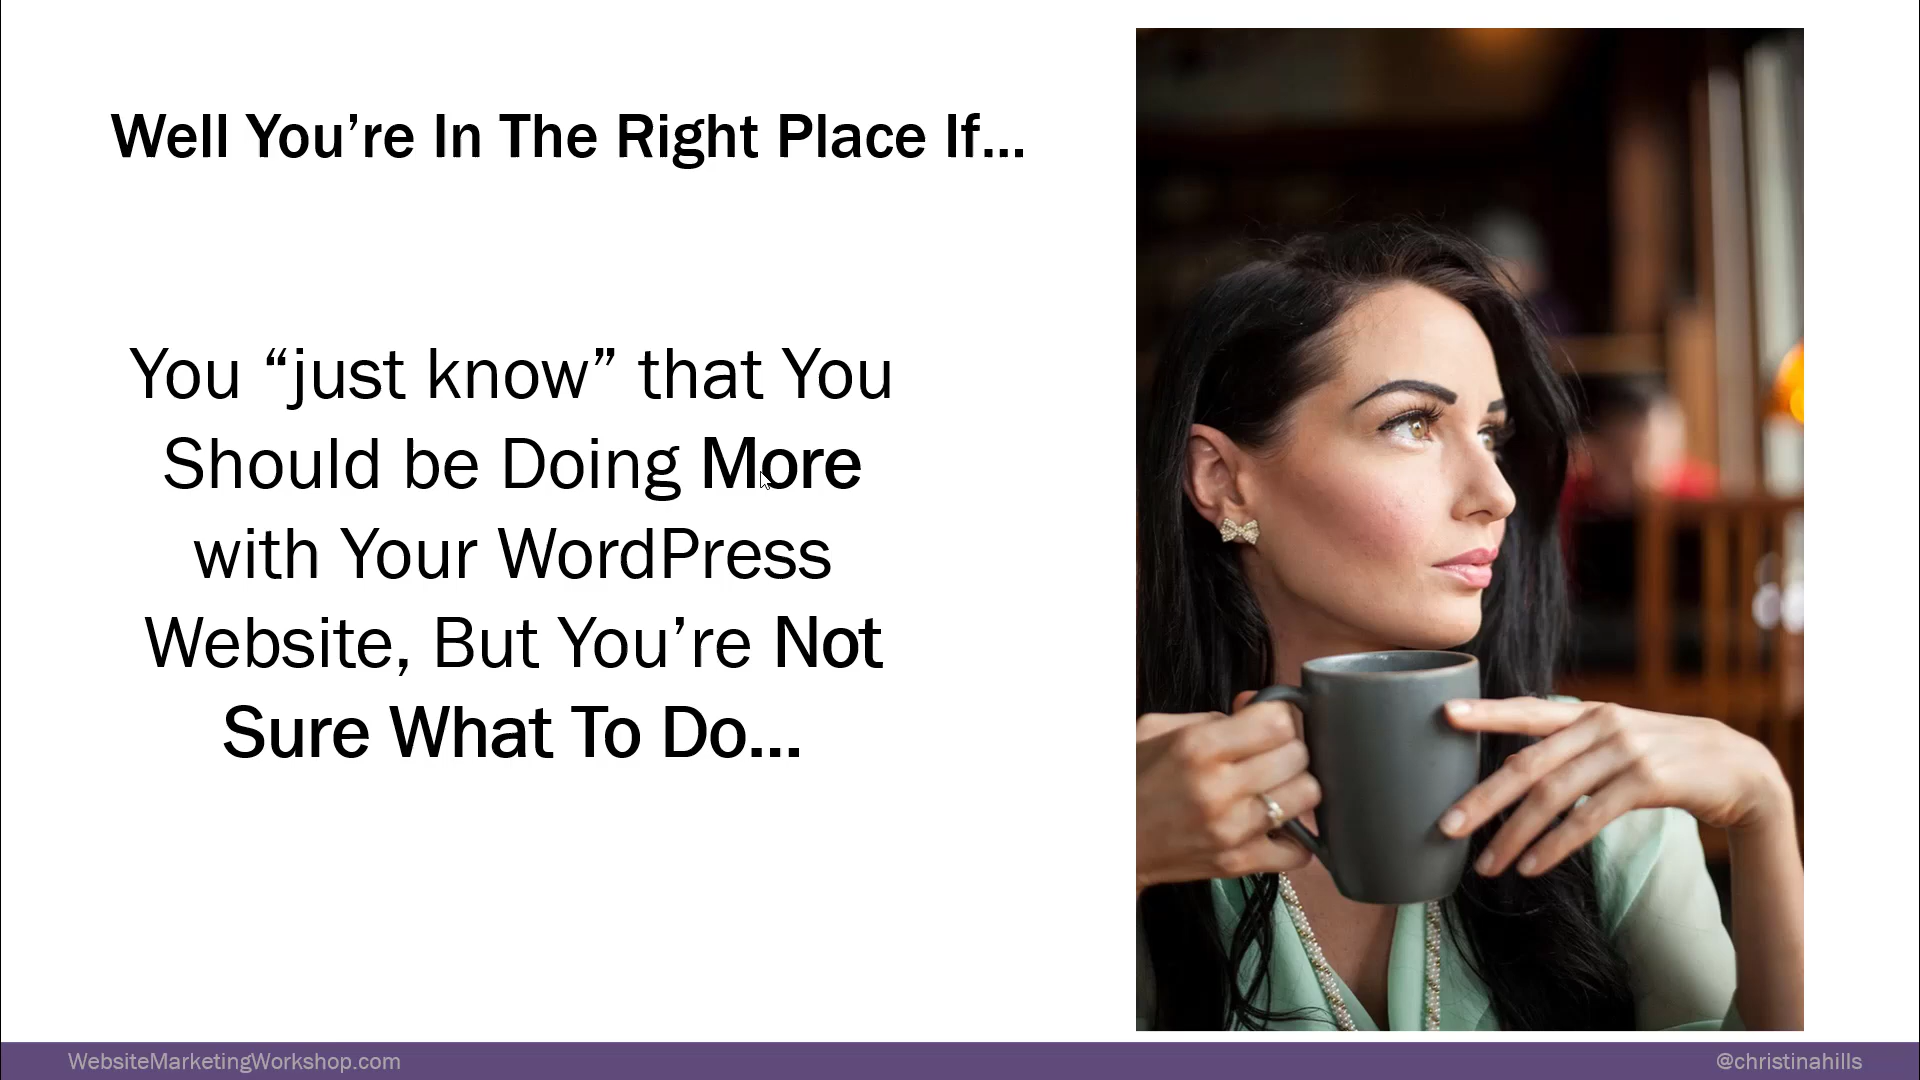 Well You’re In The Right Place If...
You “just know” that You
Should be Doing More
with Your WordPress
Website, But You’re Not
Sure What To Do...
WebsiteMarketingWorkshop.com
@christinahills